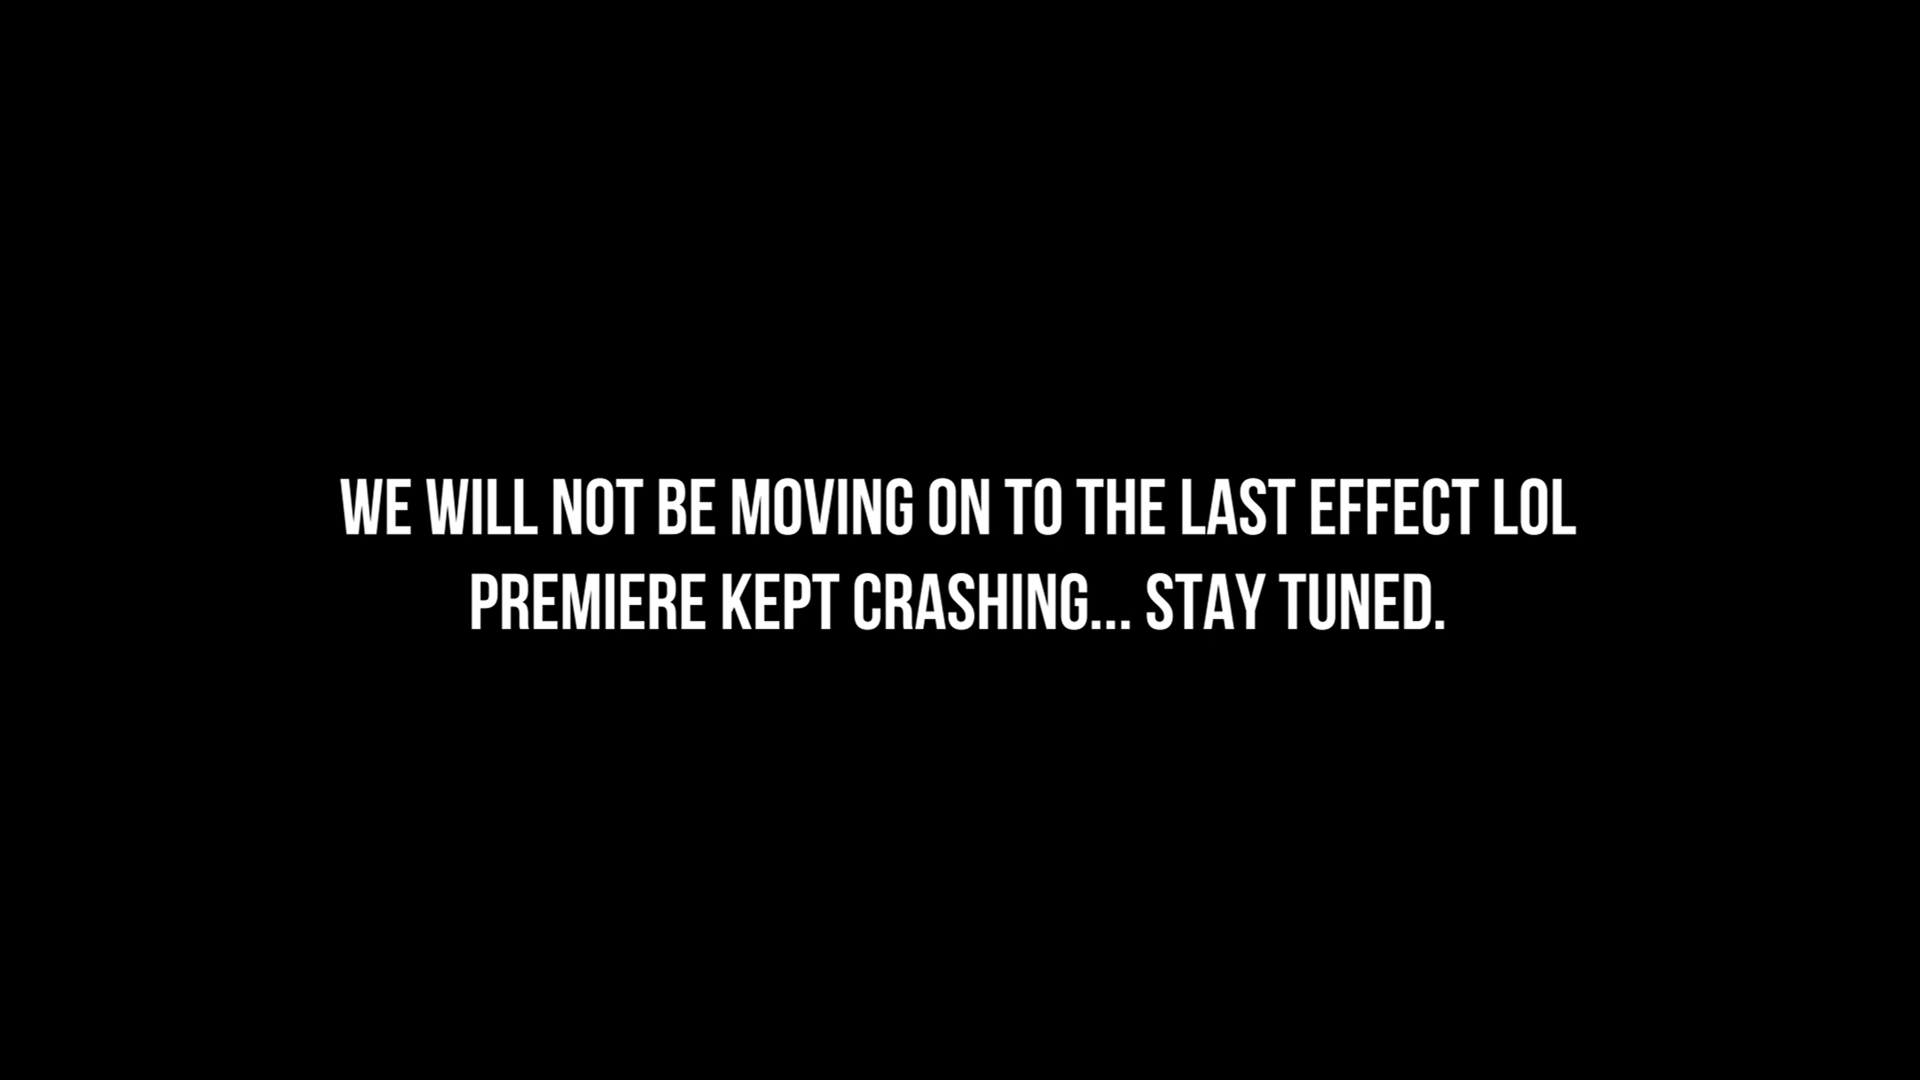 WE WILL NOT BE MOVING ON TO THE LAST EFFECT LOL
PREMIERE KEPT CRASHING... STAY TUNED.